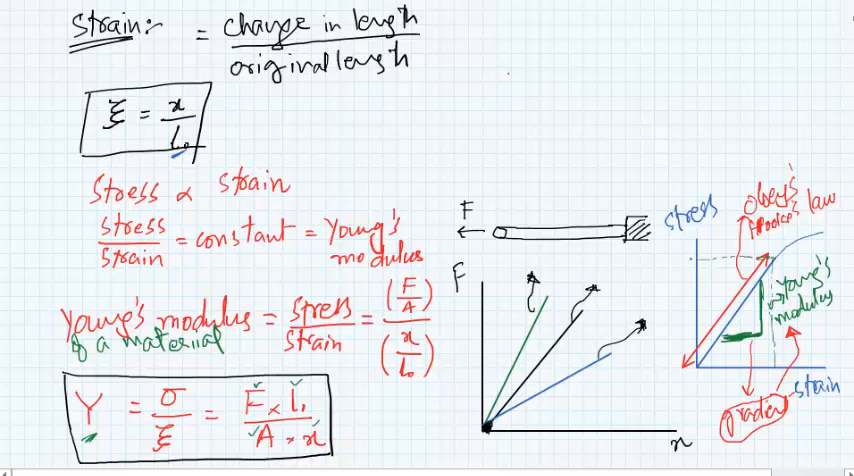 Strain:- = change in length / original length
ξ = x / l₀
Stress ∝ strain
stress / strain = constant = Young's modulus
Young's modulus = stress / strain = (F/A) / (x/l₀)
of a material
Y = σ / ξ = F × l₀ / A × x
F
F
x
stress
Obey's Hooke's law
Young's modulus
gradient
strain